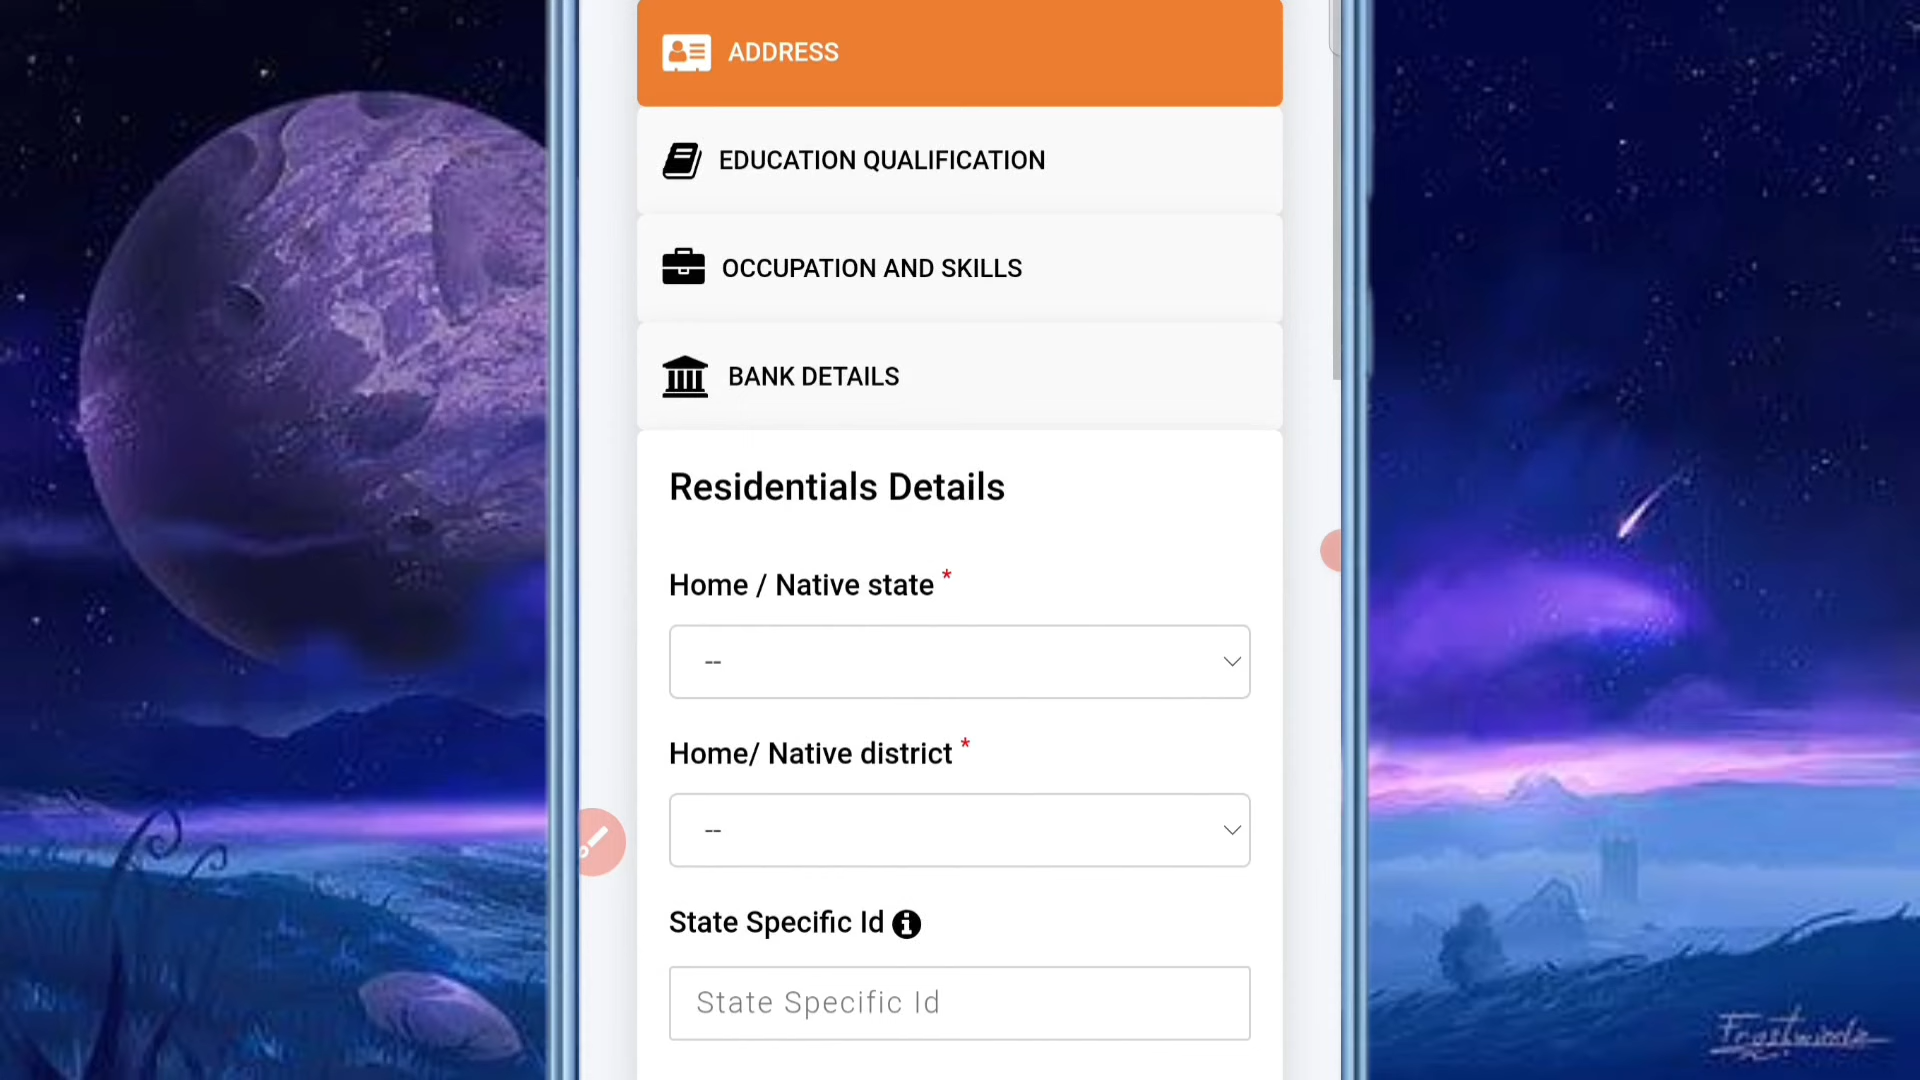 ADDRESS
EDUCATION QUALIFICATION
OCCUPATION AND SKILLS
BANK DETAILS
Residentials Details
Home / Native state *
--
Home/ Native district *
--
State Specific Id
State Specific Id